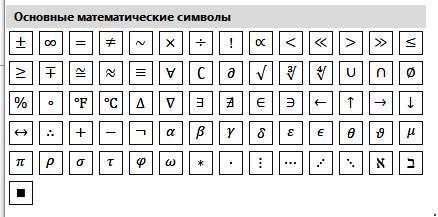 Основные математические символы
± ∞ = ≠ ~ × ÷ ! ∝ < ≪ > ≫ ≤
≥ ∓ ≅ ≈ ≡ ∀ ∁ ∂ √ ∛ ∜ ∪ ∩ ∅
% ° ℉ ℃ ∆ ∇ ∃ ∄ ∈ ∋ ← ↑ → ↓
↔ ∴ + − ¬ α β γ δ ε ϵ θ ϑ μ
π ρ σ τ φ ω ∗ ∙ ⋮ ⋯ ⋰ ⋱ ℵ ℶ
∎